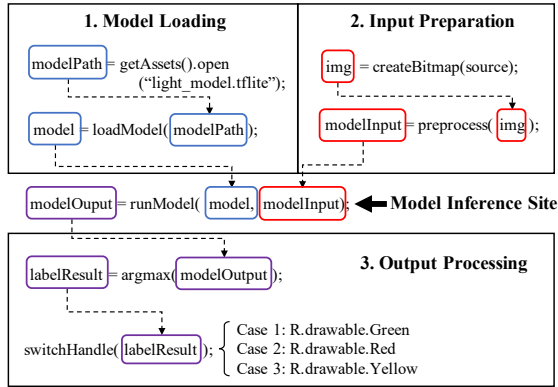 1. Model Loading
modelPath = getAssets().open
(“light_model.tflite”);
model = loadModel( modelPath );
2. Input Preparation
img = createBitmap(source);
modelInput = preprocess( img );
modelOuput = runModel( model, modelInput);
Model Inference Site
3. Output Processing
labelResult = argmax( modelOutput );
switchHandle( labelResult );
Case 1: R.drawable.Green
Case 2: R.drawable.Red
Case 3: R.drawable.Yellow